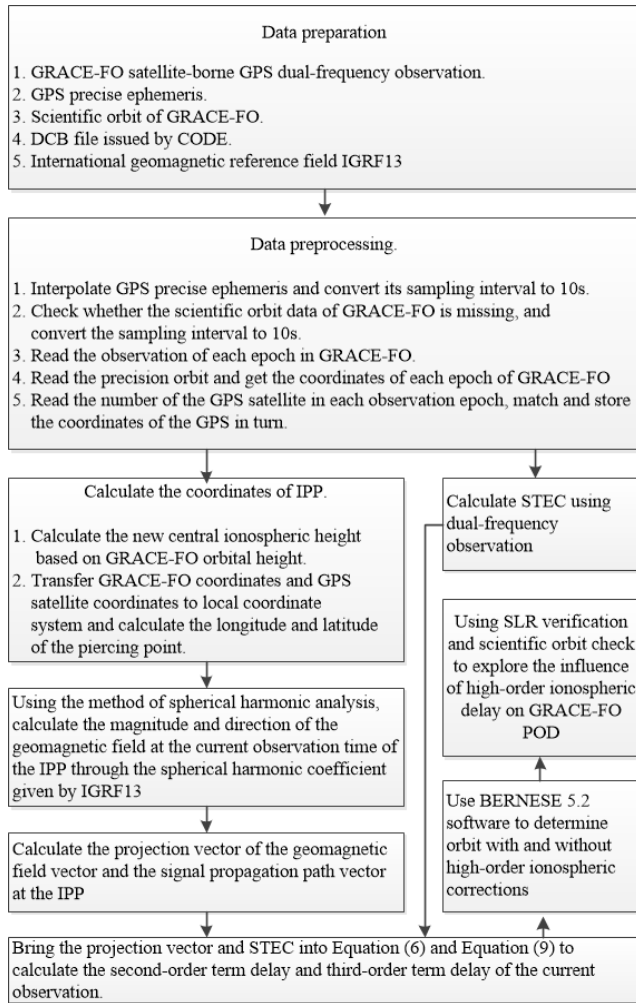 Data preparation
1. GRACE-FO satellite-borne GPS dual-frequency observation.
2. GPS precise ephemeris.
3. Scientific orbit of GRACE-FO.
4. DCB file issued by CODE.
5. International geomagnetic reference field IGRF13
Data preprocessing.
1. Interpolate GPS precise ephemeris and convert its sampling interval to 10s.
2. Check whether the scientific orbit data of GRACE-FO is missing, and
convert the sampling interval to 10s.
3. Read the observation of each epoch in GRACE-FO.
4. Read the precision orbit and get the coordinates of each epoch of GRACE-FO
5. Read the number of the GPS satellite in each observation epoch, match and store
the coordinates of the GPS in turn.
Calculate the coordinates of IPP.
1. Calculate the new central ionospheric height
based on GRACE-FO orbital height.
2. Transfer GRACE-FO coordinates and GPS
satellite coordinates to local coordinate
system and calculate the longitude and latitude
of the piercing point.
Calculate STEC using
dual-frequency
observation
Using the method of spherical harmonic analysis,
calculate the magnitude and direction of the
geomagnetic field at the current observation time of
the IPP through the spherical harmonic coefficient
given by IGRF13
Using SLR verification
and scientific orbit check
to explore the influence
of high-order ionospheric
delay on GRACE-FO
POD
Calculate the projection vector of the geomagnetic
field vector and the signal propagation path vector
at the IPP
Use BERNESE 5.2
software to determine
orbit with and without
high-order ionospheric
corrections
Bring the projection vector and STEC into Equation (6) and Equation (9) to
calculate the second-order term delay and third-order term delay of the current
observation.